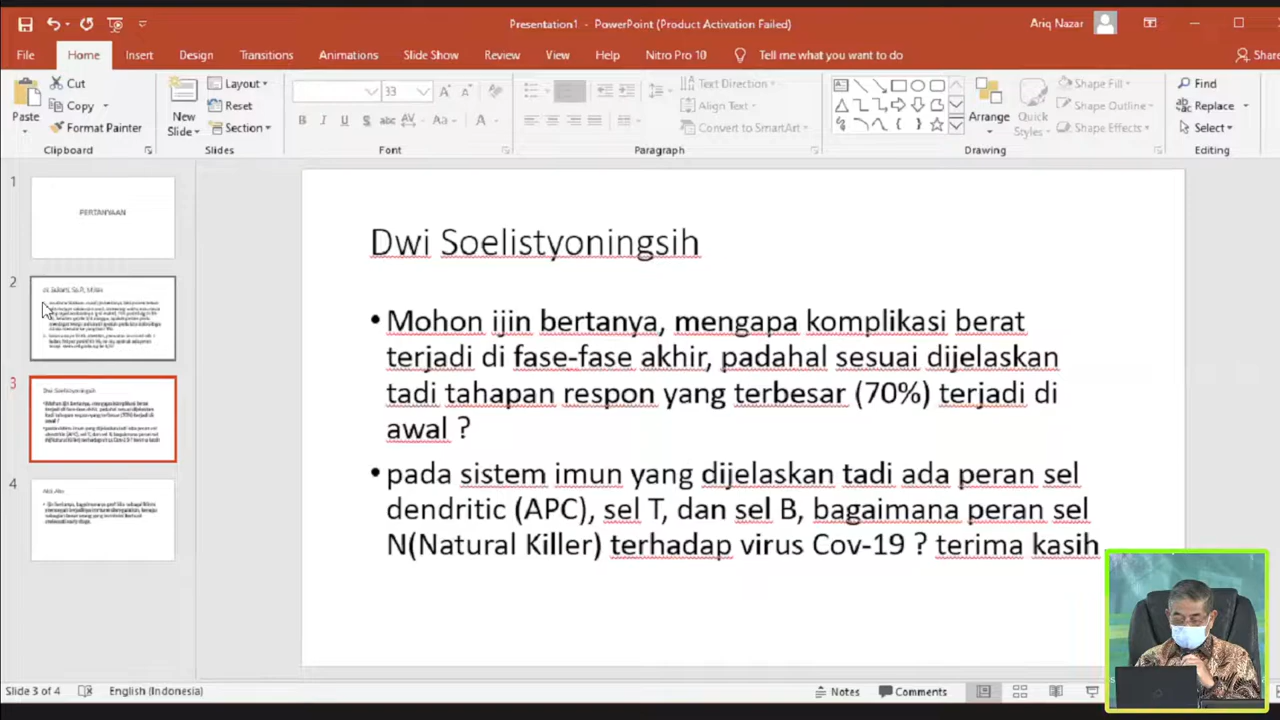 Presentation1 - PowerPoint (Product Activation Failed)
Ariq Nazar
File Home Insert Design Transitions Animations Slide Show Review View Help Nitro Pro 10 Tell me what you want to do Share
Paste
Cut
Copy
Format Painter
Clipboard
New Slide
Layout
Reset
Section
Slides
33
Font
Text Direction
Align Text
Convert to SmartArt
Paragraph
Arrange
Quick Styles
Shape Fill
Shape Outline
Shape Effects
Drawing
Find
Replace
Select
Editing
1
PERTANYAAN
2
3
Dwi Soelistyoningsih
4
Dwi Soelistyoningsih
• Mohon ijin bertanya, mengapa komplikasi berat
terjadi di fase-fase akhir, padahal sesuai dijelaskan
tadi tahapan respon yang terbesar (70%) terjadi di
awal ?
• pada sistem imun yang dijelaskan tadi ada peran sel
dendritic (APC), sel T, dan sel B, bagaimana peran sel
N(Natural Killer) terhadap virus Cov-19 ? terima kasih
Slide 3 of 4 English (Indonesia) Notes Comments